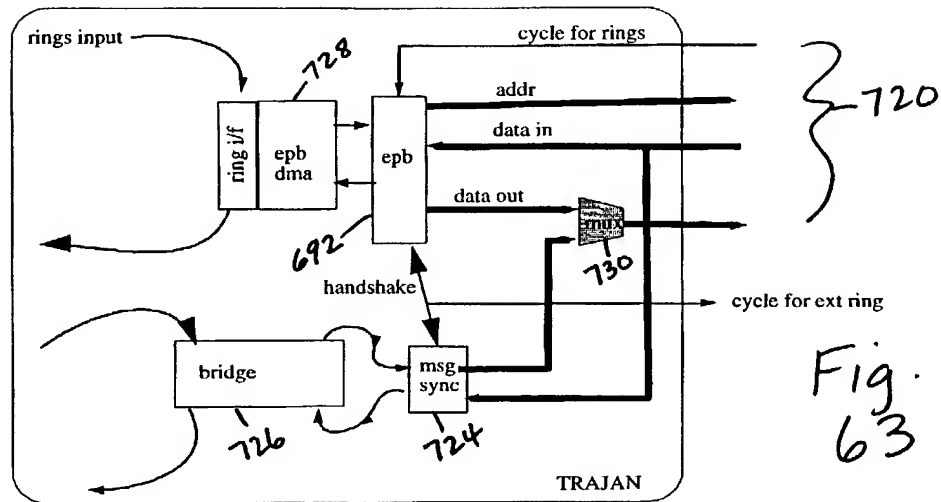 rings input
728
cycle for rings
addr
720
ring i/f
epb
dma
epb
data in
data out
mux
692
730
handshake
cycle for ext ring
bridge
msg
sync
726
724
Fig.
63
TRAJAN